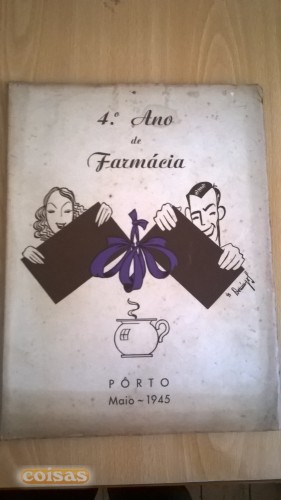 4.º Ano
de
Farmácia
PÔRTO
Maio - 1945
coisas